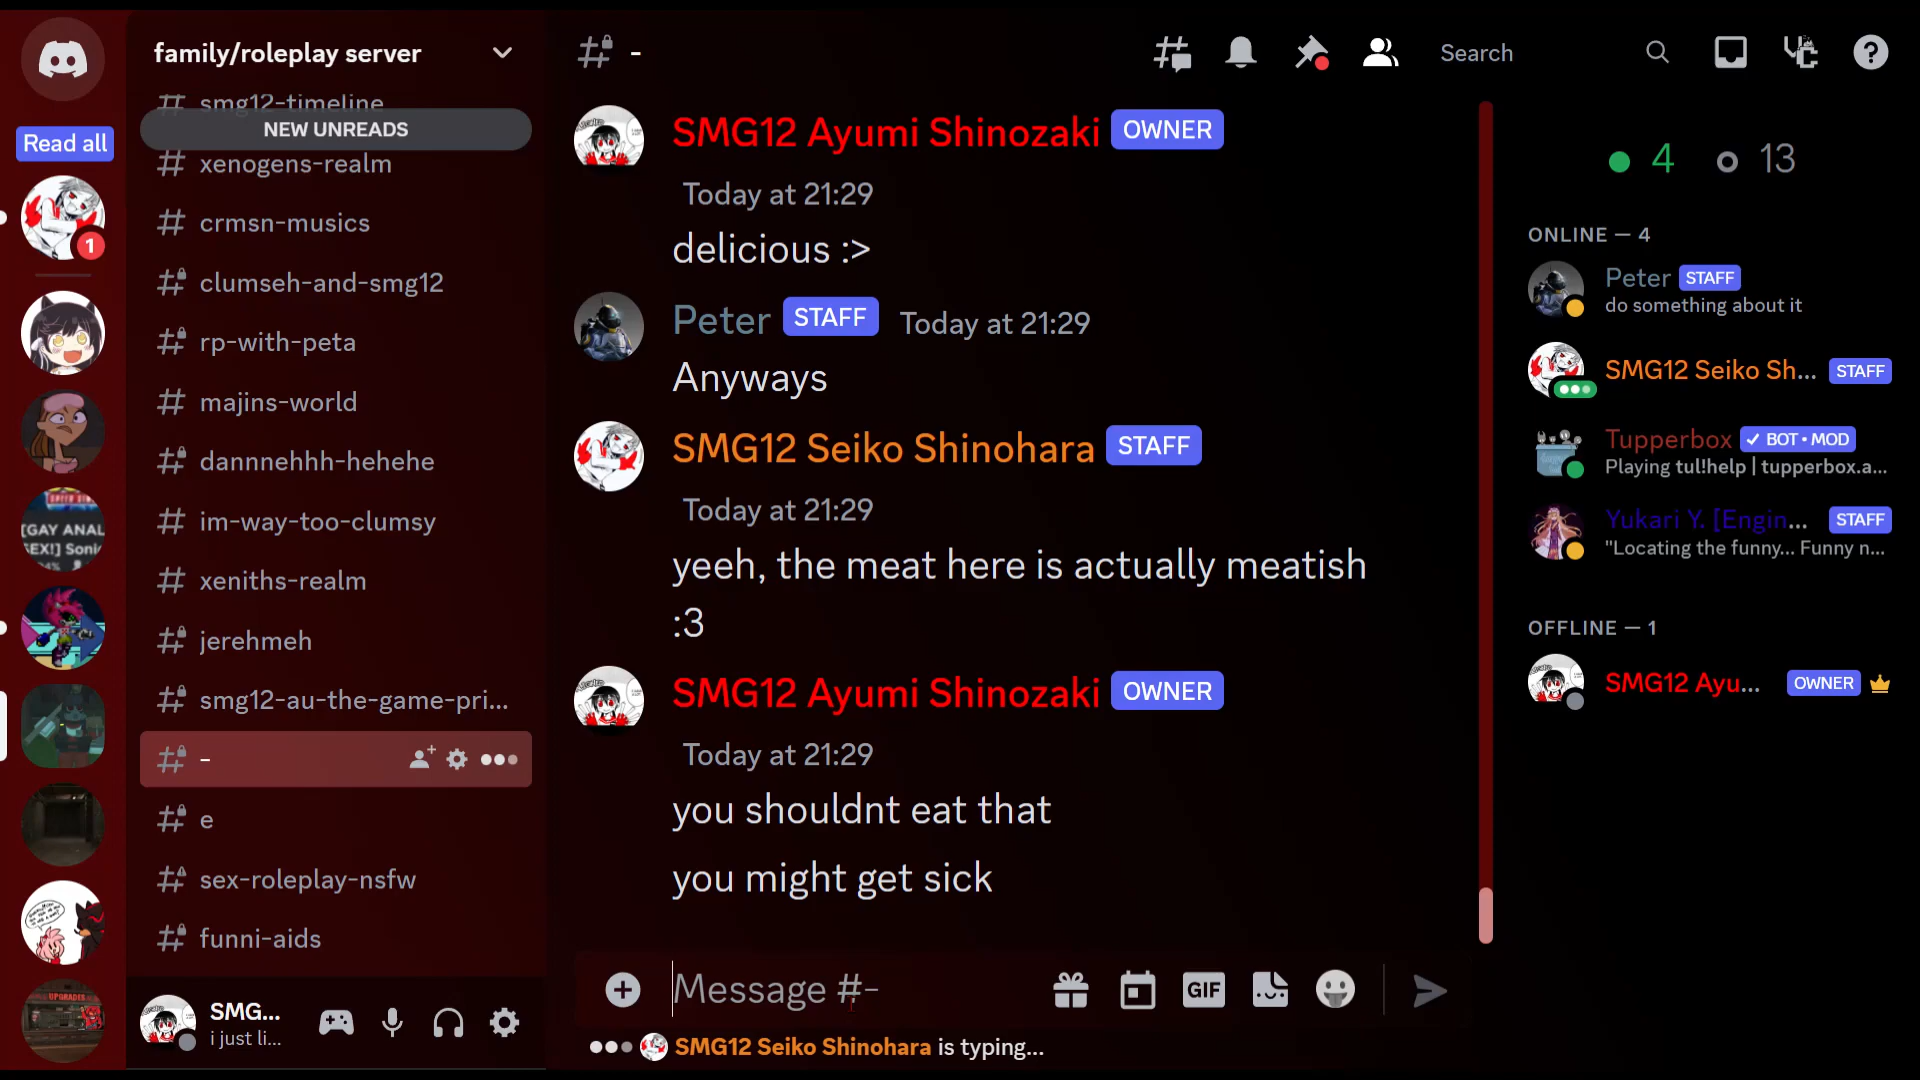 family/roleplay server
smg12-timeline
NEW UNREADS
Read all
xenogens-realm
1
crmsn-musics
clumseh-and-smg12
rp-with-peta
majins-world
dannnehhh-hehehe
[GAY ANAL
SEX!] Soni
im-way-too-clumsy
xeniths-realm
jerehmeh
smg12-au-the-game-pri...
-
e
sex-roleplay-nsfw
funni-aids
UPGRADES
SMG...
i just li...
-
Search
SMG12 Ayumi Shinozaki OWNER
Today at 21:29
delicious :>
Peter STAFF Today at 21:29
Anyways
SMG12 Seiko Shinohara STAFF
Today at 21:29
yeeh, the meat here is actually meatish
:3
SMG12 Ayumi Shinozaki OWNER
Today at 21:29
you shouldnt eat that
you might get sick
Message #-
GIF
SMG12 Seiko Shinohara is typing...
4 13
ONLINE — 4
Peter STAFF
do something about it
SMG12 Seiko Sh... STAFF
Tupperbox ✓ BOT • MOD
Playing tul!help | tupperbox.a...
Yukari Y. [Engin... STAFF
"Locating the funny... Funny n...
OFFLINE — 1
SMG12 Ayu... OWNER